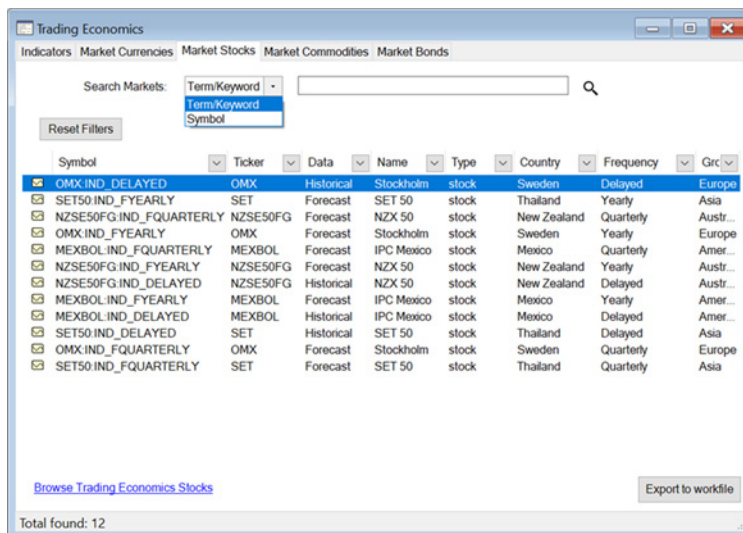 Trading Economics
Indicators Market Currencies Market Stocks Market Commodities Market Bonds
Search Markets: Term/Keyword
Term/Keyword
Symbol
Reset Filters
Symbol Ticker Data Name Type Country Frequency Grc
OMX:IND_DELAYED OMX Historical Stockholm stock Sweden Delayed Europe
SET50:IND_FYEARLY SET Forecast SET 50 stock Thailand Yearly Asia
NZSE50FG:IND_FQUARTERLY NZSE50FG Forecast NZX 50 stock New Zealand Quarterly Austr...
OMX:IND_FYEARLY OMX Forecast Stockholm stock Sweden Yearly Europe
MEXBOL:IND_FQUARTERLY MEXBOL Forecast IPC Mexico stock Mexico Quarterly Amer...
NZSE50FG:IND_FYEARLY NZSE50FG Forecast NZX 50 stock New Zealand Yearly Austr...
NZSE50FG:IND_DELAYED NZSE50FG Historical NZX 50 stock New Zealand Delayed Austr...
MEXBOL:IND_FYEARLY MEXBOL Forecast IPC Mexico stock Mexico Yearly Amer...
MEXBOL:IND_DELAYED MEXBOL Historical IPC Mexico stock Mexico Delayed Amer...
SET50:IND_DELAYED SET Historical SET 50 stock Thailand Delayed Asia
OMX:IND_FQUARTERLY OMX Forecast Stockholm stock Sweden Quarterly Europe
SET50:IND_FQUARTERLY SET Forecast SET 50 stock Thailand Quarterly Asia
Browse Trading Economics Stocks
Export to workfile
Total found: 12